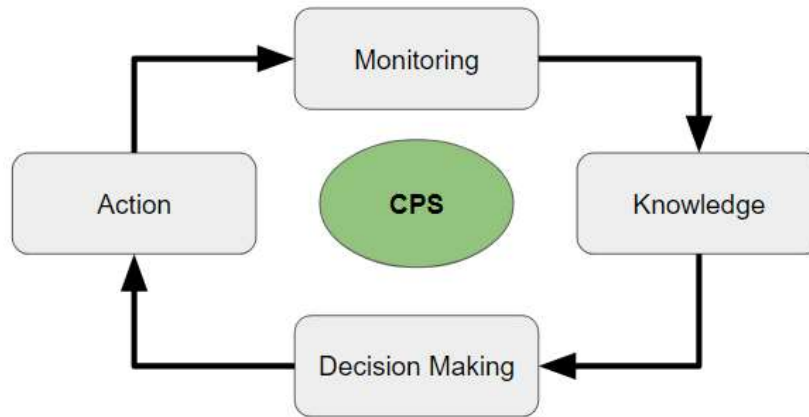 Monitoring
Action
CPS
Knowledge
Decision Making